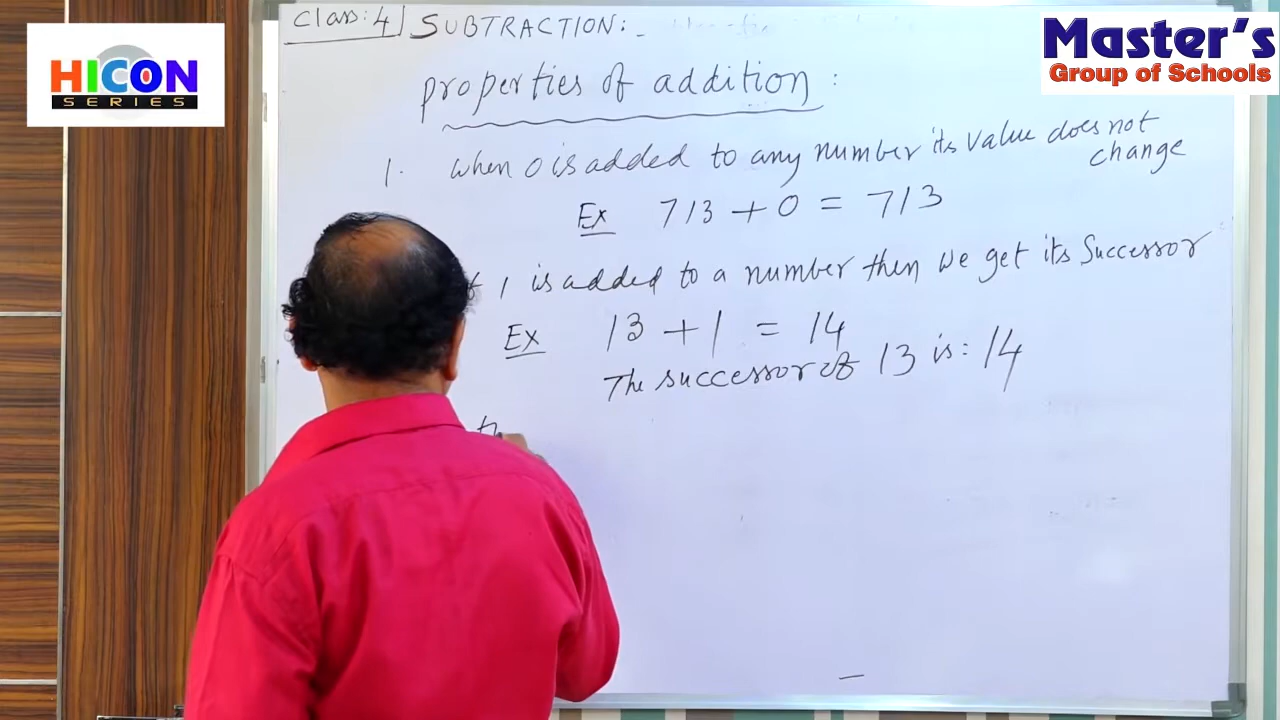 HICON
SERIES
Master's
Group of Schools
Class: 4 SUBTRACTION:-
properties of addition:
1. When 0 is added to any number its value does not
change
Ex 713 + 0 = 713
f 1 is added to a number then we get its Successor
Ex 13 + 1 = 14
The successor of 13 is: 14